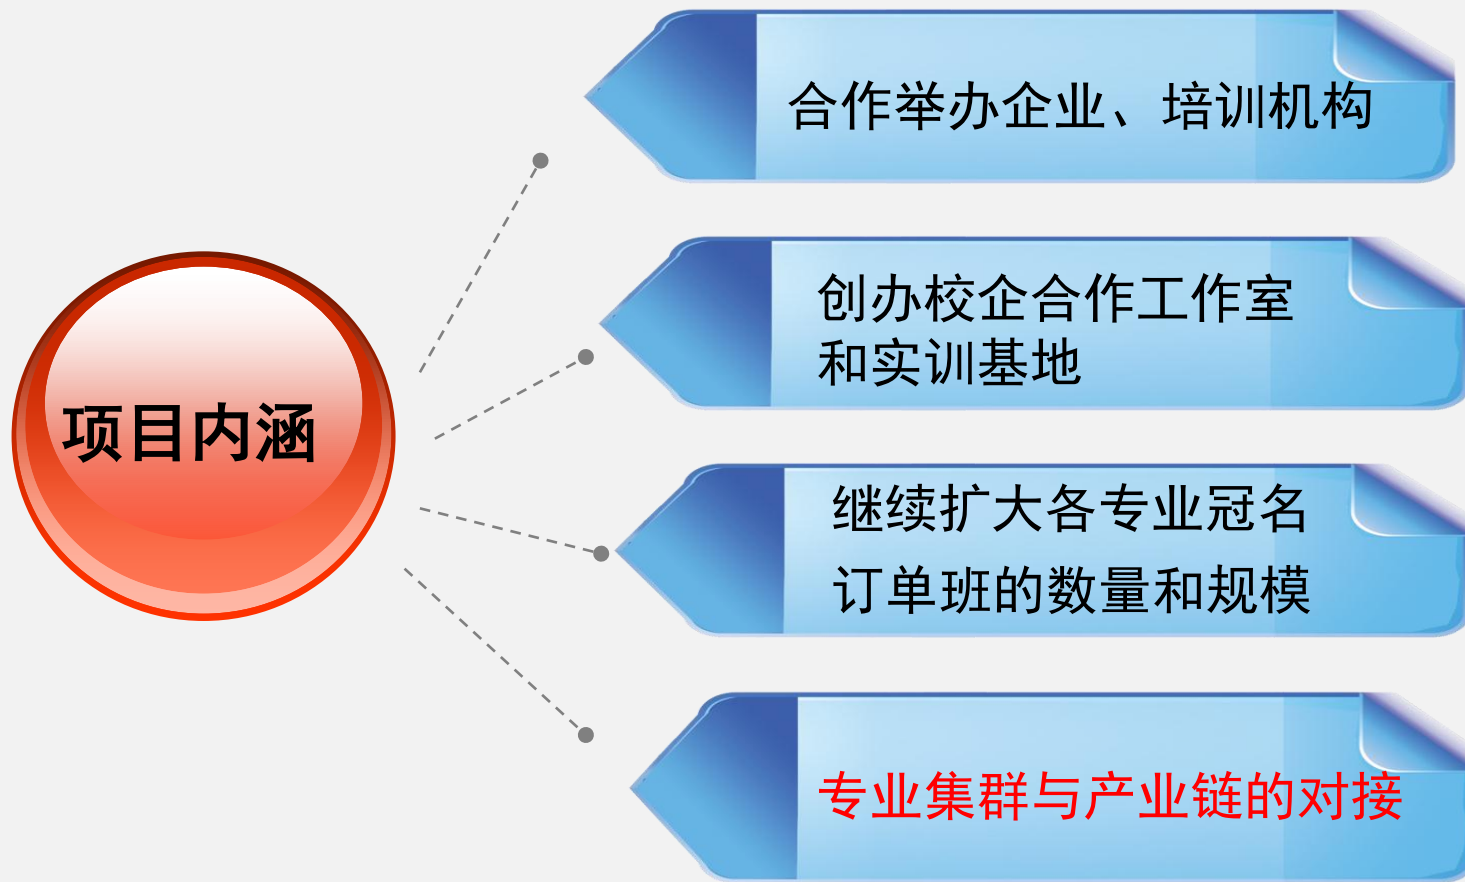 项目内涵
合作举办企业、培训机构
创办校企合作工作室
和实训基地
继续扩大各专业冠名
订单班的数量和规模
专业集群与产业链的对接